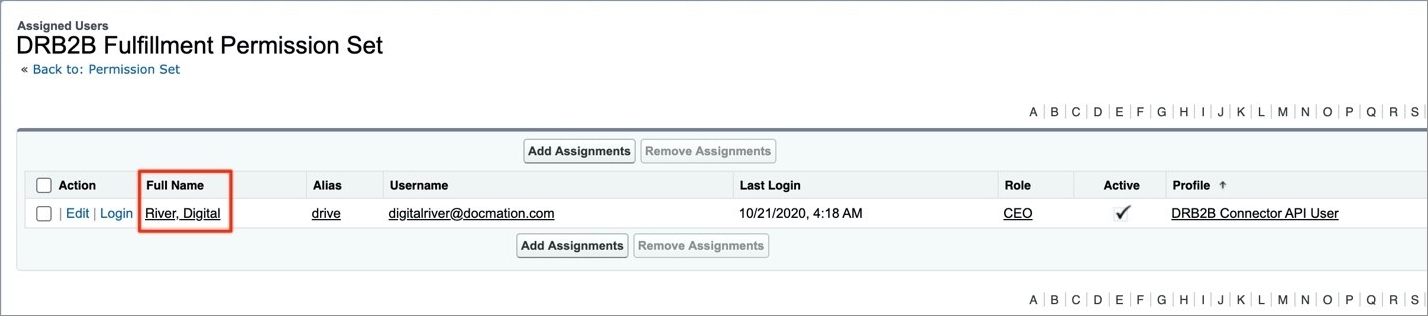 Assigned Users
DRB2B Fulfillment Permission Set
« Back to: Permission Set
A | B | C | D | E | F | G | H | I | J | K | L | M | N | O | P | Q | R | S |
Add Assignments Remove Assignments
Action Full Name Alias Username Last Login Role Active Profile ↑
| Edit | Login River, Digital drive digitalriver@docmation.com 10/21/2020, 4:18 AM CEO ✓ DRB2B Connector API User
Add Assignments Remove Assignments
A | B | C | D | E | F | G | H | I | J | K | L | M | N | O | P | Q | R | S |